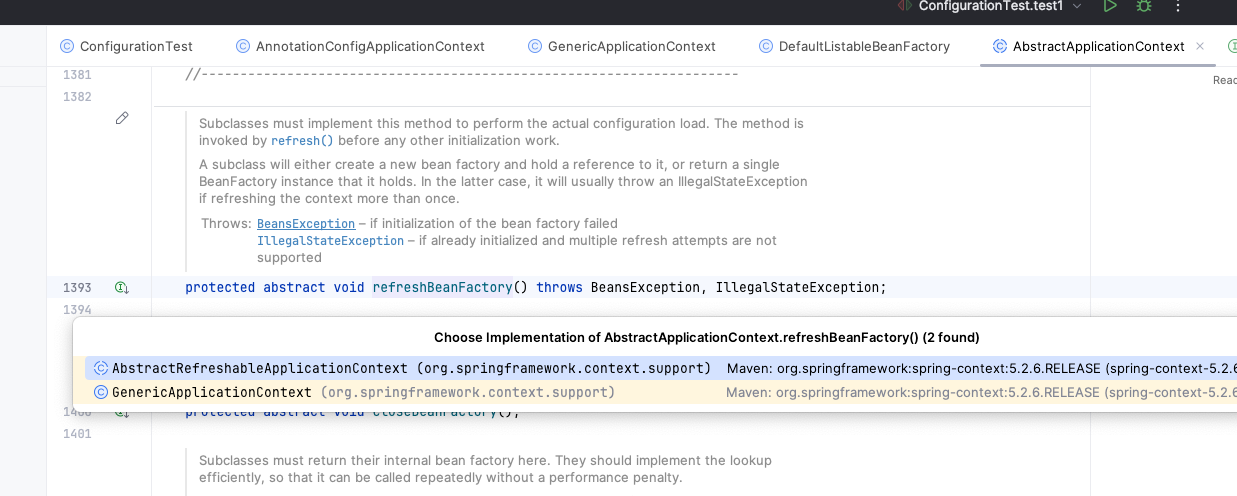 ConfigurationTest.test1
ConfigurationTest AnnotationConfigApplicationContext GenericApplicationContext DefaultListableBeanFactory AbstractApplicationContext
1381 //---------------------------------------------------------------------
1382
Subclasses must implement this method to perform the actual configuration load. The method is
invoked by refresh() before any other initialization work.
A subclass will either create a new bean factory and hold a reference to it, or return a single
BeanFactory instance that it holds. In the latter case, it will usually throw an IllegalStateException
if refreshing the context more than once.
Throws: BeansException – if initialization of the bean factory failed
IllegalStateException – if already initialized and multiple refresh attempts are not
supported
1393 protected abstract void refreshBeanFactory() throws BeansException, IllegalStateException;
1394
Choose Implementation of AbstractApplicationContext.refreshBeanFactory() (2 found)
AbstractRefreshableApplicationContext (org.springframework.context.support) Maven: org.springframework:spring-context:5.2.6.RELEASE (spring-context-5.2.6
GenericApplicationContext (org.springframework.context.support) Maven: org.springframework:spring-context:5.2.6.RELEASE (spring-context-5.2.6
1400 protected abstract void closeBeanFactory();
1401
Subclasses must return their internal bean factory here. They should implement the lookup
efficiently, so that it can be called repeatedly without a performance penalty.